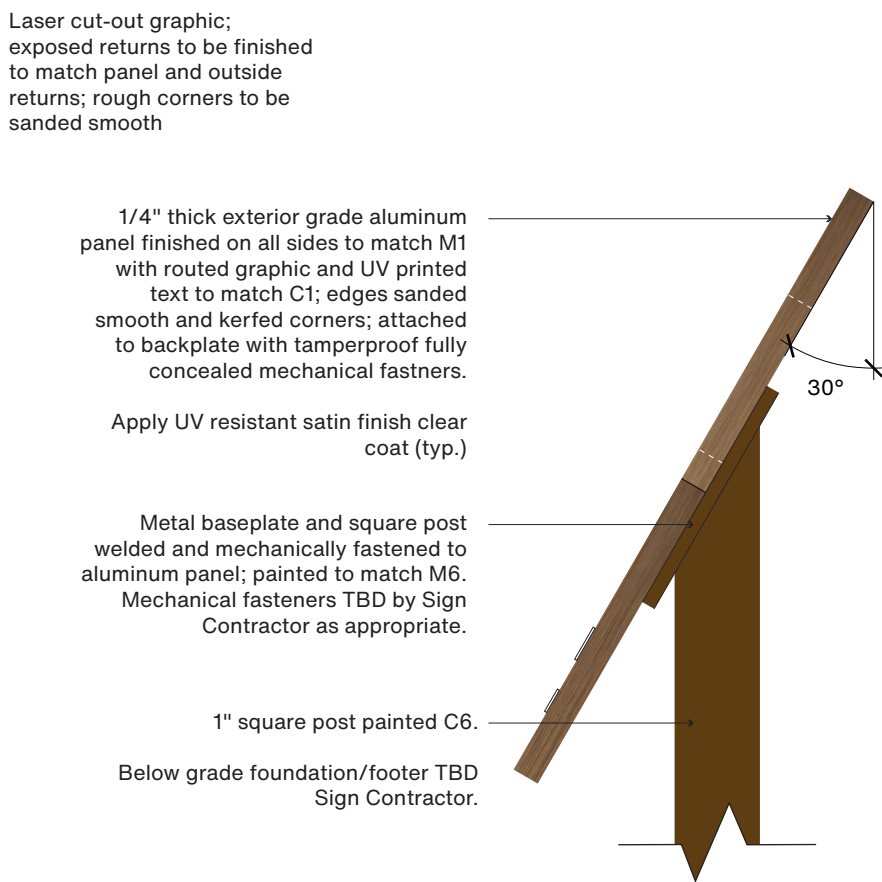 Laser cut-out graphic;
exposed returns to be finished
to match panel and outside
returns; rough corners to be
sanded smooth
1/4" thick exterior grade aluminum
panel finished on all sides to match M1
with routed graphic and UV printed
text to match C1; edges sanded
smooth and kerfed corners; attached
to backplate with tamperproof fully
concealed mechanical fastners.
Apply UV resistant satin finish clear
coat (typ.)
30º
Metal baseplate and square post
welded and mechanically fastened to
aluminum panel; painted to match M6.
Mechanical fasteners TBD by Sign
Contractor as appropriate.
1" square post painted C6.
Below grade foundation/footer TBD
Sign Contractor.